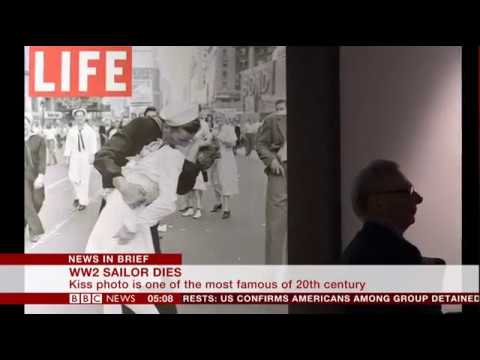 LIFE
BOND
NEWS IN BRIEF
WW2 SAILOR DIES
Kiss photo is one of the most famous of 20th century
BBC NEWS 05:08 RESTS: US CONFIRMS AMERICANS AMONG GROUP DETAINED